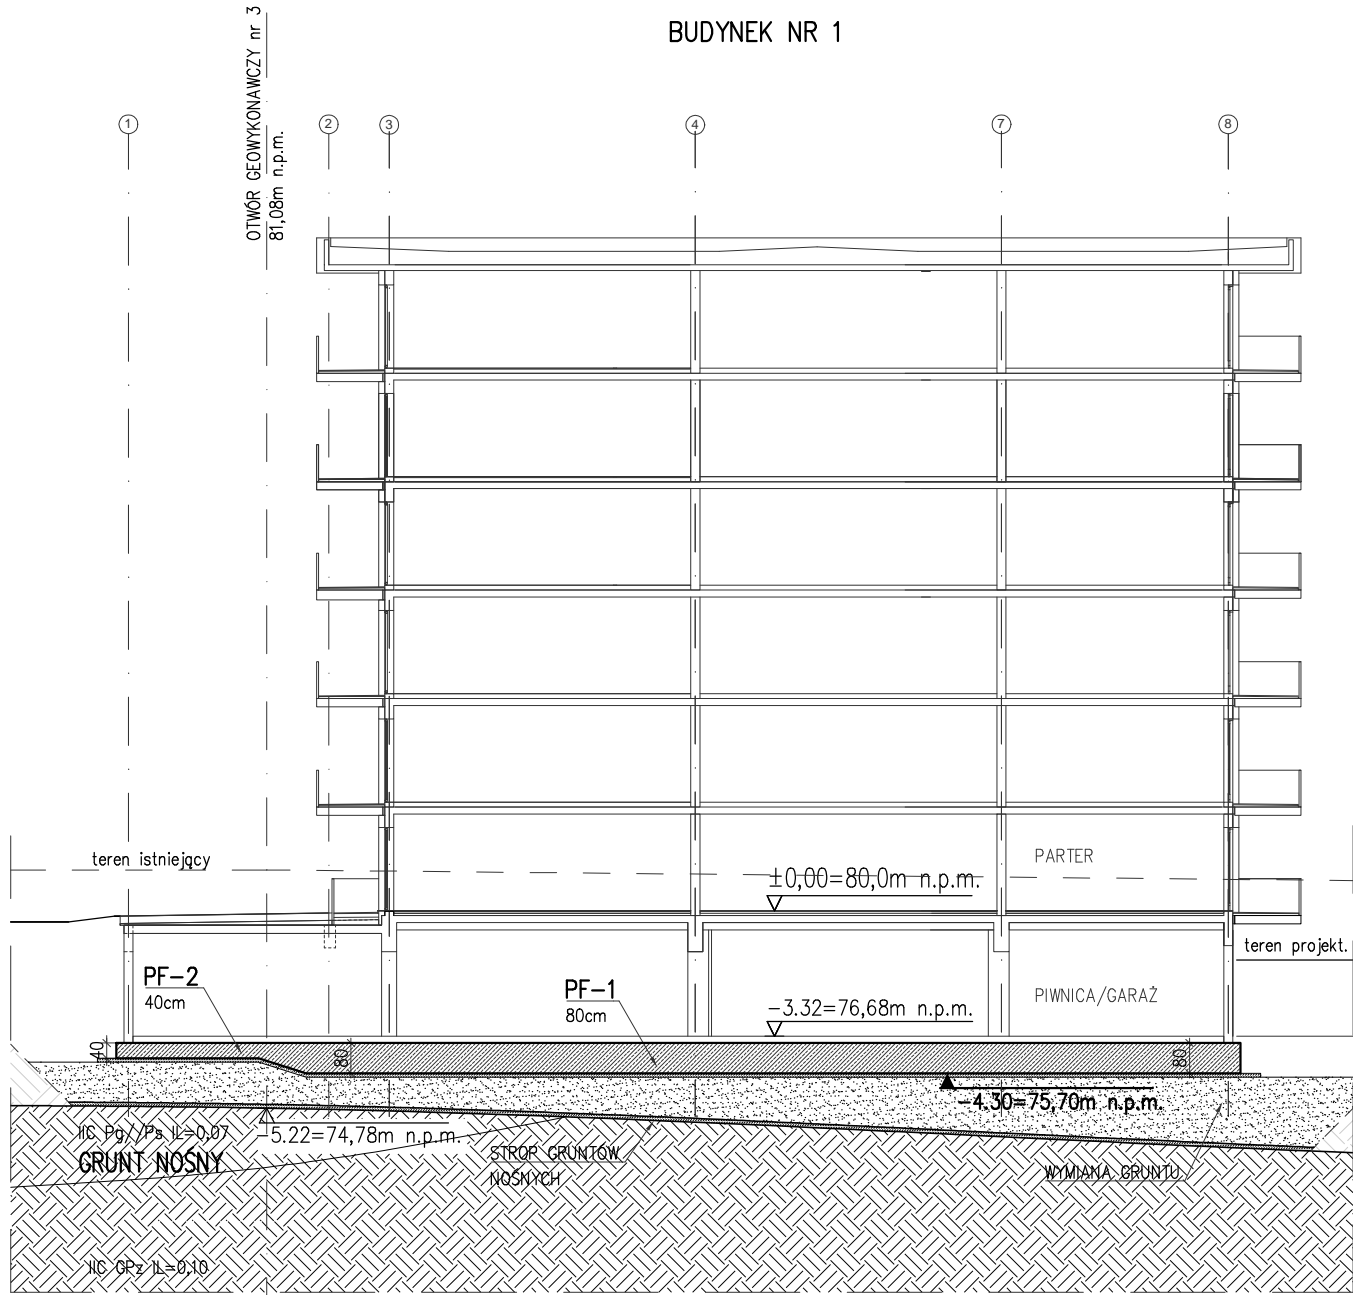 BUDYNEK NR 1
OTWÓR GEOWYKONAWCZY nr 3
81,08m n.p.m.
1
2
3
4
7
8
teren istniejący
PARTER
±0,00=80,0m n.p.m.
teren projekt.
PF-2
40cm
PF-1
80cm
PIWNICA/GARAŻ
-3.32=76,68m n.p.m.
40
80
80
-4.30=75,70m n.p.m.
IIC Pg//Ps IL=0,07
-5.22=74,78m n.p.m.
GRUNT NOŚNY
STROP GRUNTÓW
NOŚNYCH
WYMIANA GRUNTU
IIC GPz IL=0,10